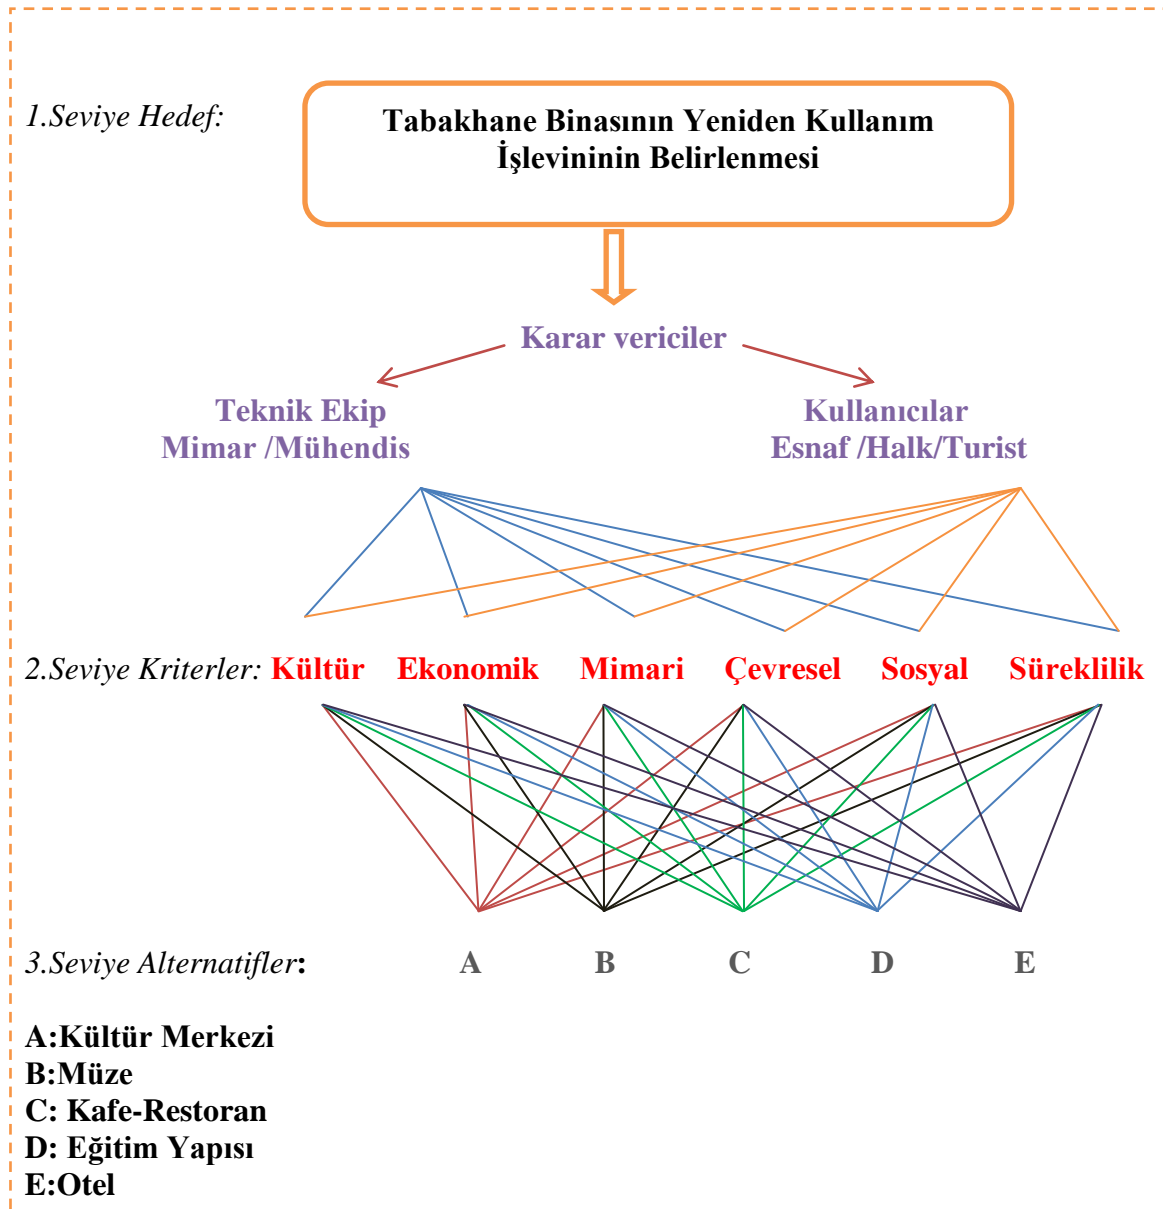 1.Seviye Hedef:
Tabakhane Binasının Yeniden Kullanım
İşlevininin Belirlenmesi
Karar vericiler
Teknik Ekip
Mimar /Mühendis
Kullanıcılar
Esnaf /Halk/Turist
2.Seviye Kriterler: Kültür Ekonomik Mimari Çevresel Sosyal Süreklilik
3.Seviye Alternatifler: A B C D E
A:Kültür Merkezi
B:Müze
C: Kafe-Restoran
D: Eğitim Yapısı
E:Otel